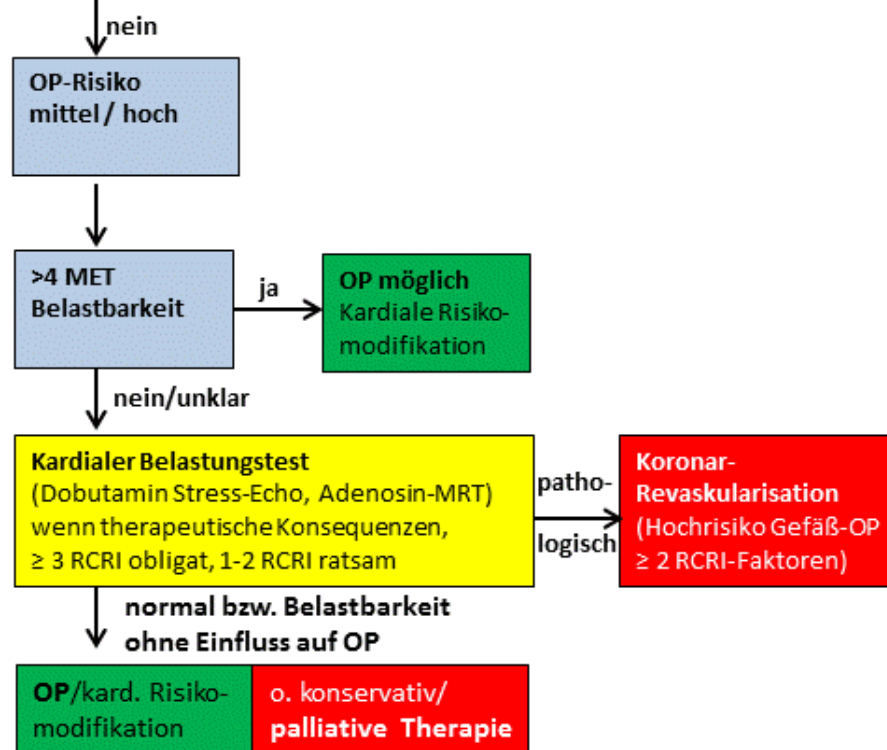 nein
OP-Risiko
mittel / hoch
>4 MET
Belastbarkeit
ja
OP möglich
Kardiale Risiko-
modifikation
nein/unklar
Kardialer Belastungstest
(Dobutamin Stress-Echo, Adenosin-MRT)
wenn therapeutische Konsequenzen,
≥ 3 RCRI obligat, 1-2 RCRI ratsam
patho-
logisch
Koronar-
Revaskularisation
(Hochrisiko Gefäß-OP
≥ 2 RCRI-Faktoren)
normal bzw. Belastbarkeit
ohne Einfluss auf OP
OP/kard. Risiko-
modifikation
o. konservativ/
palliative Therapie